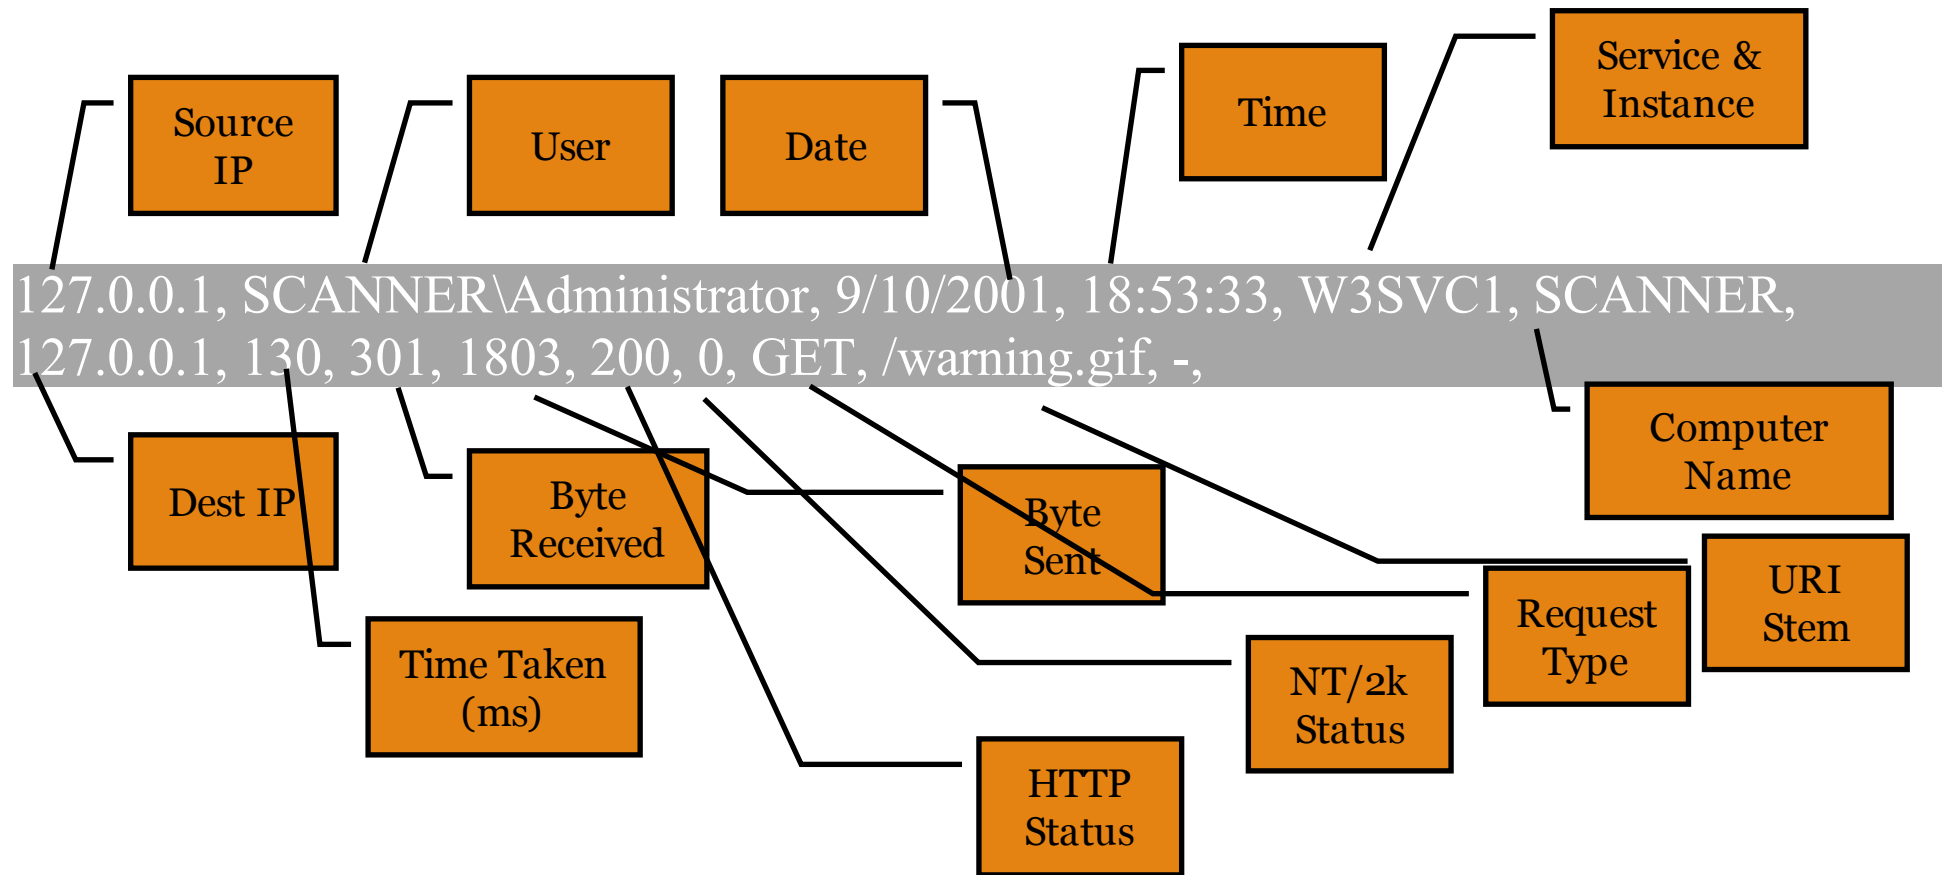 Service &
Instance
Time
Source
IP
User
Date
127.0.0.1, SCANNER\Administrator, 9/10/2001, 18:53:33, W3SVC1, SCANNER,
127.0.0.1, 130, 301, 1803, 200, 0, GET, /warning.gif, -,
Computer
Name
Dest IP
Byte
Received
Byte
Sent
URI
Stem
Request
Type
Time Taken
(ms)
NT/2k
Status
HTTP
Status